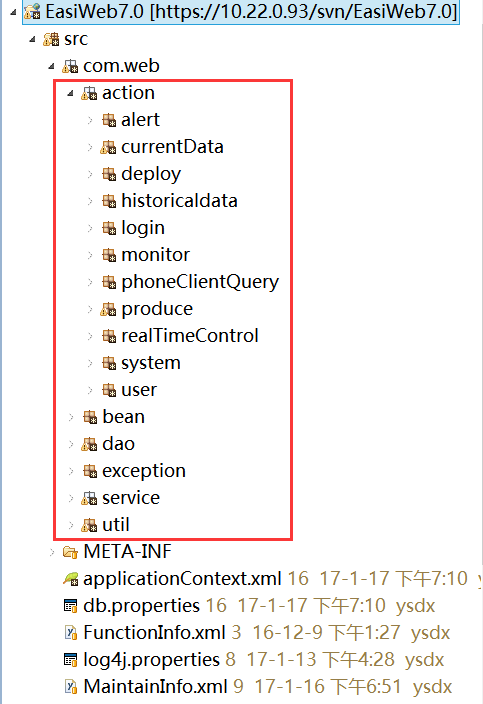 EasiWeb7.0 [https://10.22.0.93/svn/EasiWeb7.0]
src
com.web
action
alert
currentData
deploy
historicaldata
login
monitor
phoneClientQuery
produce
realTimeControl
system
user
bean
dao
exception
service
util
META-INF
applicationContext.xml 16 17-1-17 下午7:10
db.properties 16 17-1-17 下午7:10 ysdx
FunctionInfo.xml 3 16-12-9 下午1:27 ysdx
log4j.properties 8 17-1-13 下午4:28 ysdx
MaintainInfo.xml 9 17-1-16 下午6:51 ysdx